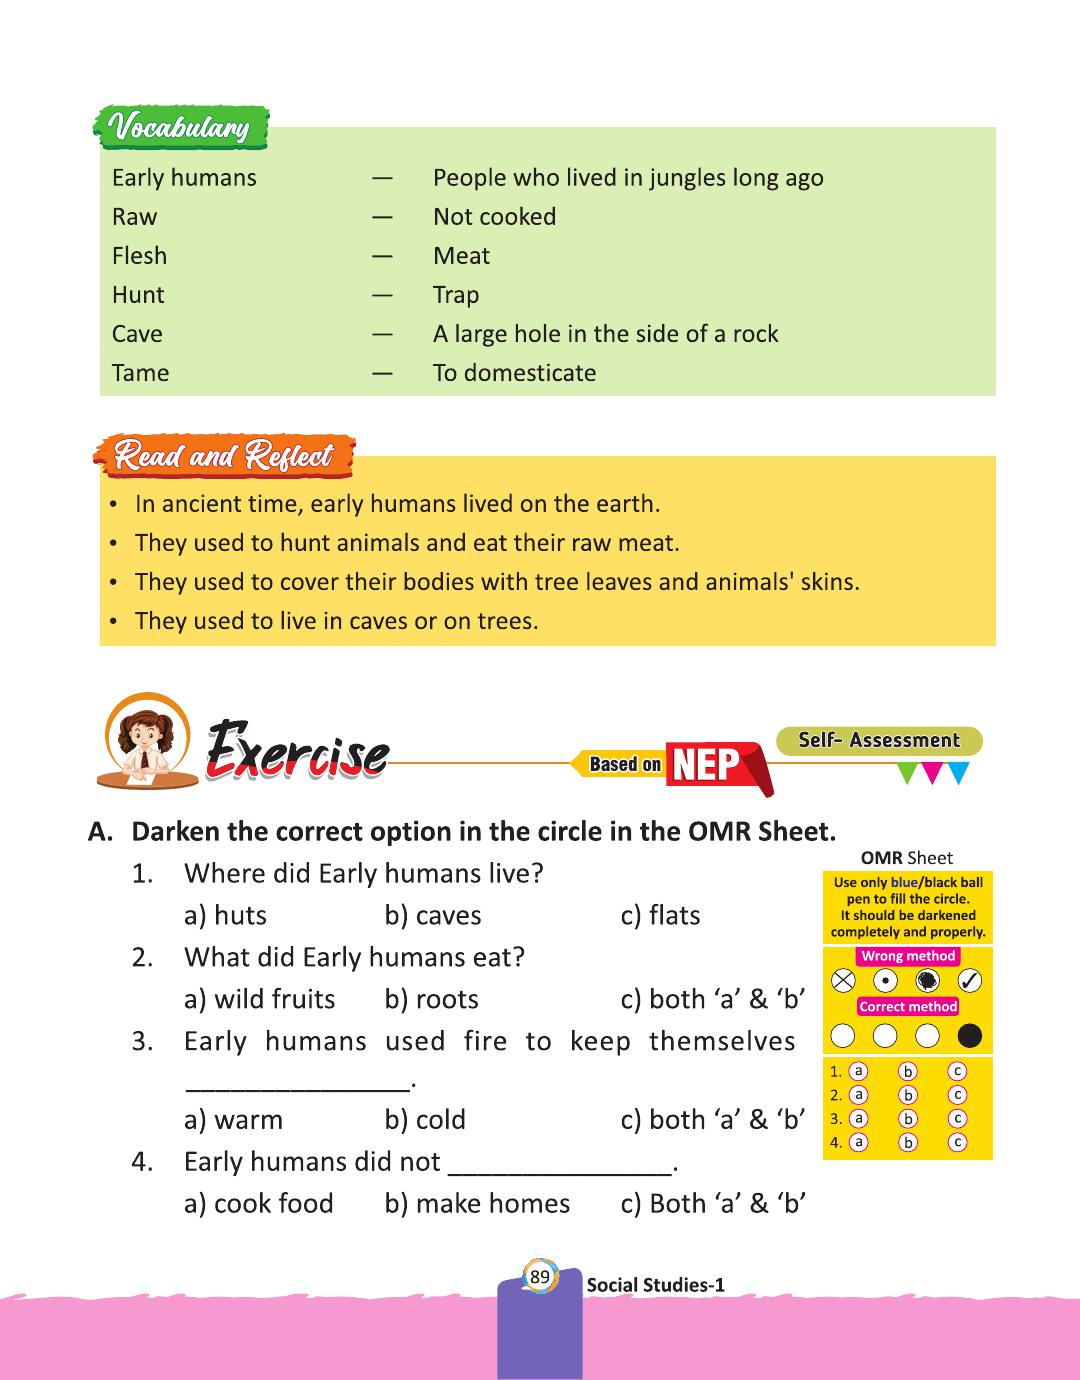 Vocabulary
Early humans — People who lived in jungles long ago
Raw — Not cooked
Flesh — Meat
Hunt — Trap
Cave — A large hole in the side of a rock
Tame — To domesticate
Read and Reflect
• In ancient time, early humans lived on the earth.
• They used to hunt animals and eat their raw meat.
• They used to cover their bodies with tree leaves and animals' skins.
• They used to live in caves or on trees.
Exercise
Based on NEP
Self- Assessment
A. Darken the correct option in the circle in the OMR Sheet.
1. Where did Early humans live?
a) huts b) caves c) flats
2. What did Early humans eat?
a) wild fruits b) roots c) both ‘a’ & ‘b’
3. Early humans used fire to keep themselves
_______________.
a) warm b) cold c) both ‘a’ & ‘b’
4. Early humans did not _______________.
a) cook food b) make homes c) Both ‘a’ & ‘b’
OMR Sheet
Use only blue/black ball
pen to fill the circle.
It should be darkened
completely and properly.
Wrong method
Correct method
1. a b c
2. a b c
3. a b c
4. a b c
89
Social Studies-1